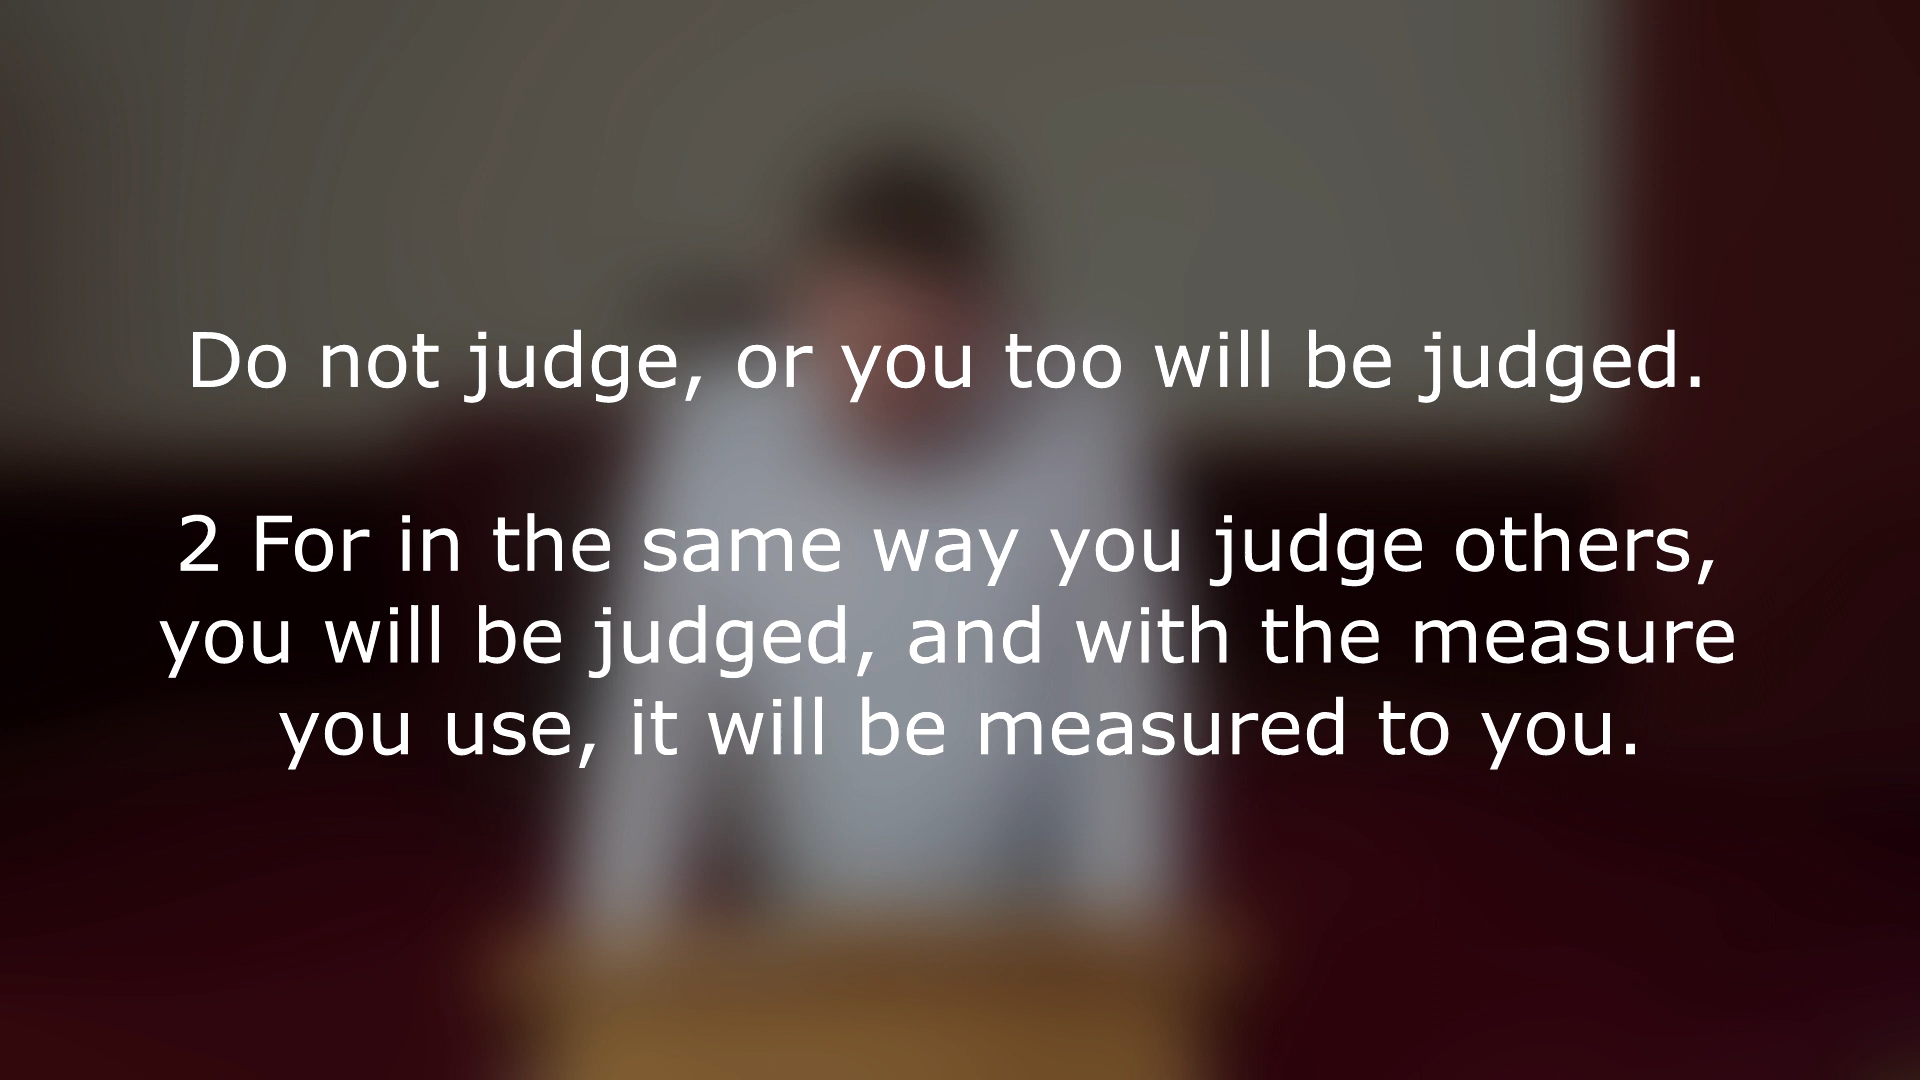 Do not judge, or you too will be judged.
2 For in the same way you judge others,
you will be judged, and with the measure
you use, it will be measured to you.